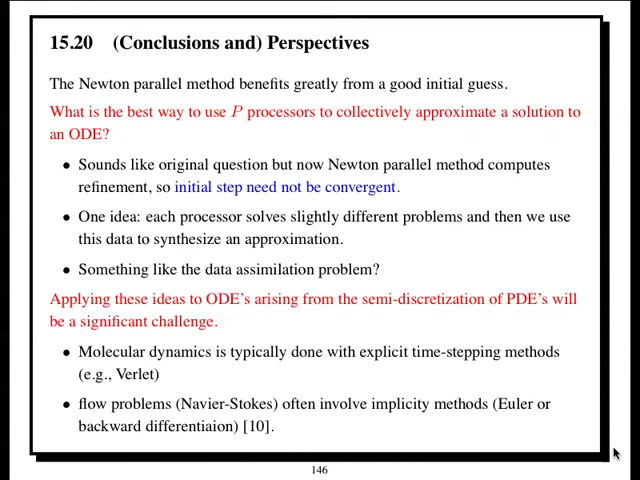 15.20 (Conclusions and) Perspectives
The Newton parallel method benefits greatly from a good initial guess.
What is the best way to use P processors to collectively approximate a solution to
an ODE?
• Sounds like original question but now Newton parallel method computes
refinement, so initial step need not be convergent.
• One idea: each processor solves slightly different problems and then we use
this data to synthesize an approximation.
• Something like the data assimilation problem?
Applying these ideas to ODE's arising from the semi-discretization of PDE's will
be a significant challenge.
• Molecular dynamics is typically done with explicit time-stepping methods
(e.g., Verlet)
• flow problems (Navier-Stokes) often involve implicity methods (Euler or
backward differentiaion) [10].
146